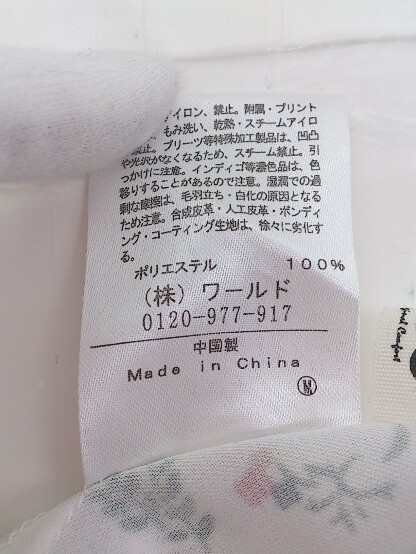 アイロン、禁止。附属・プリント
もみ洗い、乾熱・スチームアイロ
禁止。プリーツ等特殊加工製品は、凹凸
や光沢がなくなるため、スチーム禁止。引
っかけに注意。インディゴ等濃色品は、色
移りすることがあるので注意。湿潤での過
剰な摩擦は、毛羽立ち・白化の原因となる
ため注意。合成皮革・人工皮革・ボンディ
ング・コーティング生地は、徐々に劣化す
る。
ポリエステル 100%
(株) ワールド
0120-977-917
中国製
Made in China
M